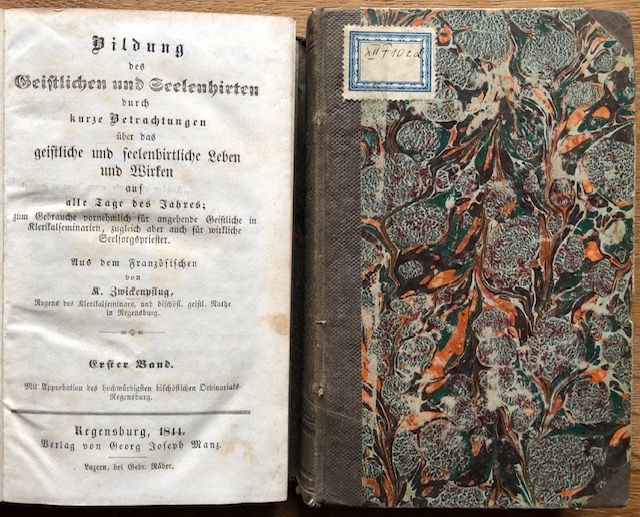 Bildung
des
Geistlichen und Seelenhirten
durch
kurze Betrachtungen
über das
geistliche und seelenhirtliche Leben
und Wirken
auf
alle Tage des Jahres;
zum Gebrauche vornehmlich für angehende Geistliche in
Klerikalseminarien, zugleich aber auch für wirkliche
Seelsorgspriester.
Aus dem Französischen
von
K. Zwickenpflug,
Regens des Klerikalseminars, und bischöfl. geistl. Rathe
in Regensburg.
Erster Band.
Mit Approbation des hochwürdigsten bischöflichen Ordinariats
Regensburg.
Regensburg, 1844.
Verlag von Georg Joseph Manz.
Luzern, bei Gebr. Räber.